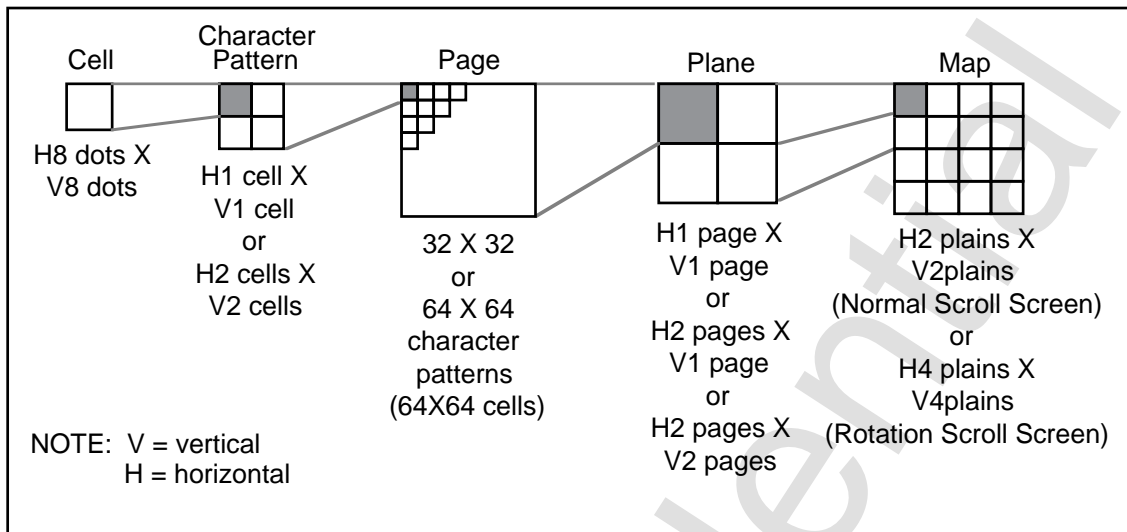 Cell
H8 dots X
V8 dots
Character
Pattern
H1 cell X
V1 cell
or
H2 cells X
V2 cells
Page
32 X 32
or
64 X 64
character
patterns
(64X64 cells)
Plane
H1 page X
V1 page
or
H2 pages X
V1 page
or
H2 pages X
V2 pages
Map
H2 plains X
V2plains
(Normal Scroll Screen)
or
H4 plains X
V4plains
(Rotation Scroll Screen)
NOTE: V = vertical
H = horizontal
ential